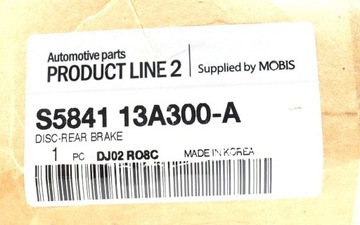 Automotive parts
PRODUCT LINE 2 Supplied by MOBIS
S5841 13A300-A
DISC-REAR BRAKE
1 PC DJ02 RO8C MADE IN KOREA